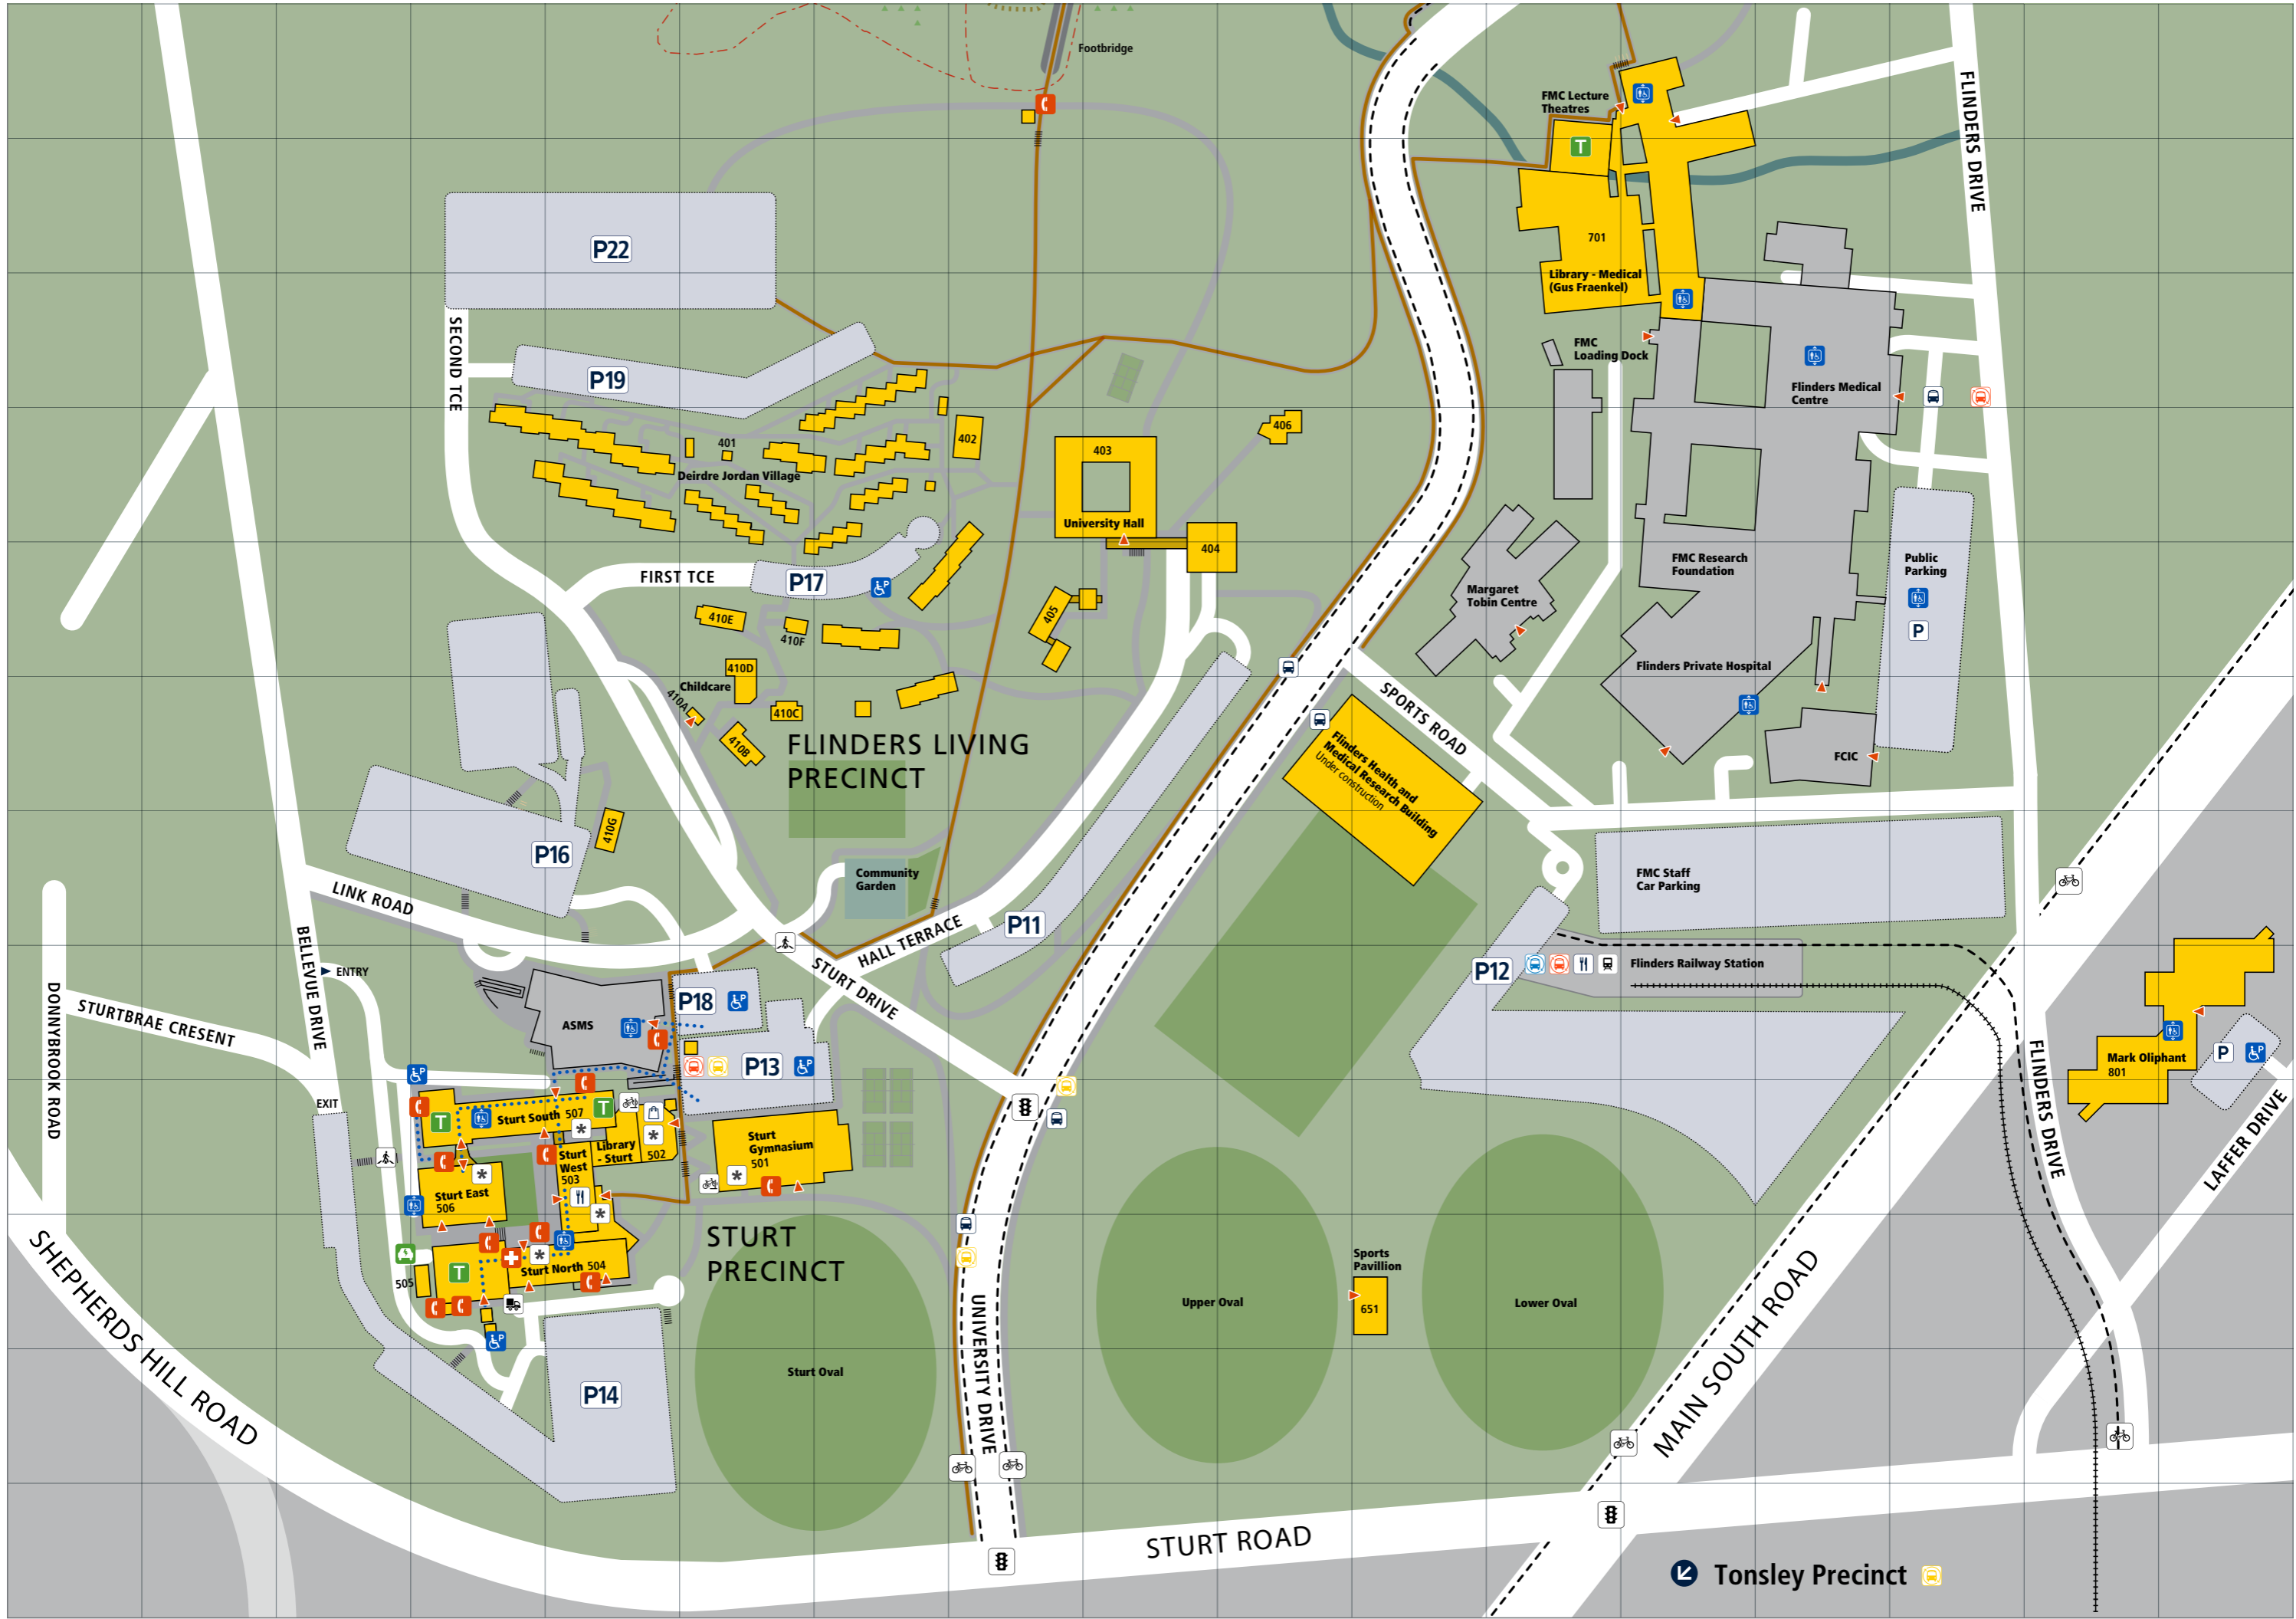 Footbridge
FMC Lecture
Theatres
T
FLINDERS DRIVE
P22
701
Library - Medical
(Gus Fraenkel)
SECOND TCE
P19
FMC
Loading Dock
Flinders Medical
Centre
401
402
403
406
Deirdre Jordan Village
University Hall
404
FIRST TCE
P17
FMC Research
Foundation
Public
Parking
P
Margaret
Tobin Centre
405
410E
410F
410D
Childcare
410A
410C
410B
Flinders Private Hospital
SPORTS ROAD
FLINDERS LIVING
PRECINCT
Flinders Health and
Medical Research Building
Under construction
FCIC
410G
P16
LINK ROAD
Community
Garden
FMC Staff
Car Parking
P11
HALL TERRACE
BELLEVUE DRIVE
ENTRY
STURT DRIVE
P12
Flinders Railway Station
DONNYBROOK ROAD
STURTBRAE CRESENT
ASMS
P18
P
P13
P
Mark Oliphant
801
P
P
FLINDERS DRIVE
LAFFER DRIVE
EXIT
P
T
Sturt South 507
T
Library
- Sturt
502
Sturt
Gymnasium
501
Sturt
West
503
Sturt East
506
STURT
PRECINCT
505
T
Sturt North 504
P
Sports
Pavillion
651
Upper Oval
Lower Oval
Sturt Oval
UNIVERSITY DRIVE
P14
SHEPHERDS HILL ROAD
MAIN SOUTH ROAD
STURT ROAD
Tonsley Precinct